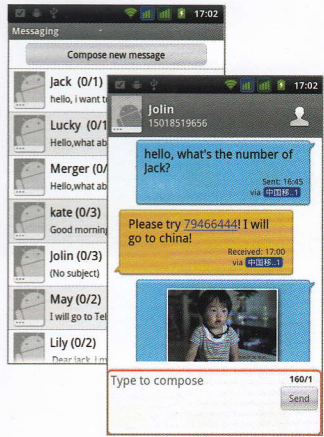 17:02
Messaging
Compose new message
Jack (0/1)
hello, i want t
Lucky (0/1
Hello,what ab
Merger (0/
Hello,what ab
kate (0/3)
Good morning
Jolin (0/3)
(No subject)
May (0/2)
I will go to Tel
Lily (0/2)
Dear Jack, i m
17:02
Jolin
15018519656
hello, what's the number of
Jack?
Sent: 16:45
via 中国移..1
Please try 79466444! I will
go to china!
Received: 17:00
via 中国移..1
Type to compose
160/1
Send